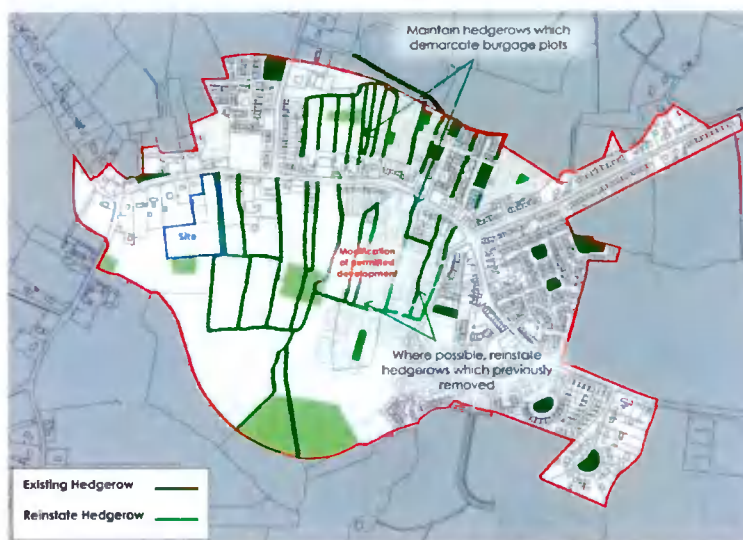 Maintain hedgerows which
demarcate burgage plots
Site
Modification
of permitted
development
Where possible, reinstate
hedgerows which previously
removed
Existing Hedgerow
Reinstate Hedgerow